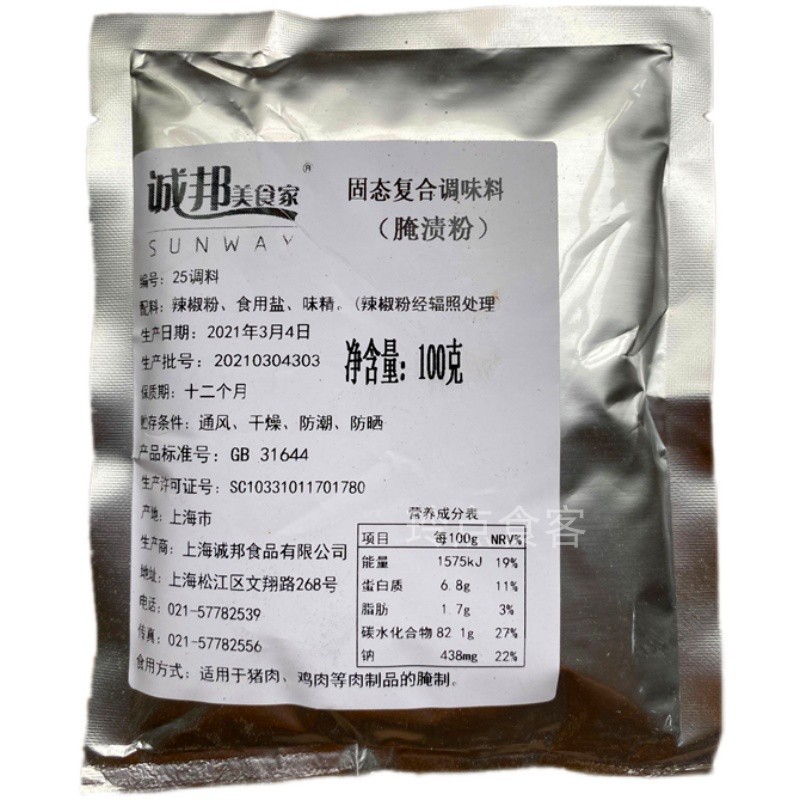 诚邦美食家®
SUNWAY
固态复合调味料
（腌渍粉）
编号：25调料
配料：辣椒粉、食用盐、味精。(辣椒粉经辐照处理
生产日期：2021年3月4日
生产批号：20210304303
净含量：100克
保质期：十二个月
贮存条件：通风、干燥、防潮、防晒
产品标准号：GB 31644
生产许可证号：SC10331011701780
产地：上海市
生产商：上海诚邦食品有限公司
地址：上海松江区文翔路268号
电话：021-57782539
传真：021-57782556
食用方式：适用于猪肉、鸡肉等肉制品的腌制。
营养成分表
项目 每100g NRV%
能量 1575kJ 19%
蛋白质 6.8g 11%
脂肪 1.7g 3%
碳水化合物 82.1g 27%
钠 438mg 22%
食客